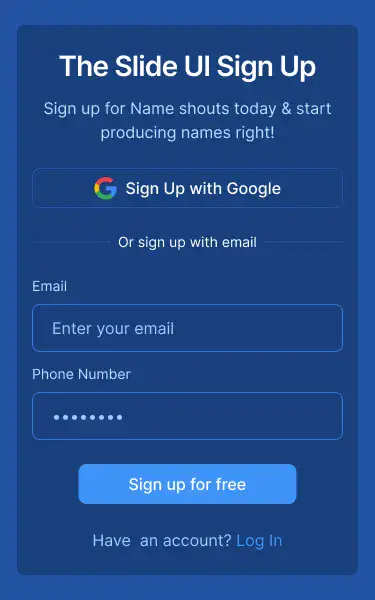 The Slide UI Sign Up
Sign up for Name shouts today & start
producing names right!
Sign Up with Google
Or sign up with email
Email
Enter your email
Phone Number
••••••••
Sign up for free
Have  an account? Log In